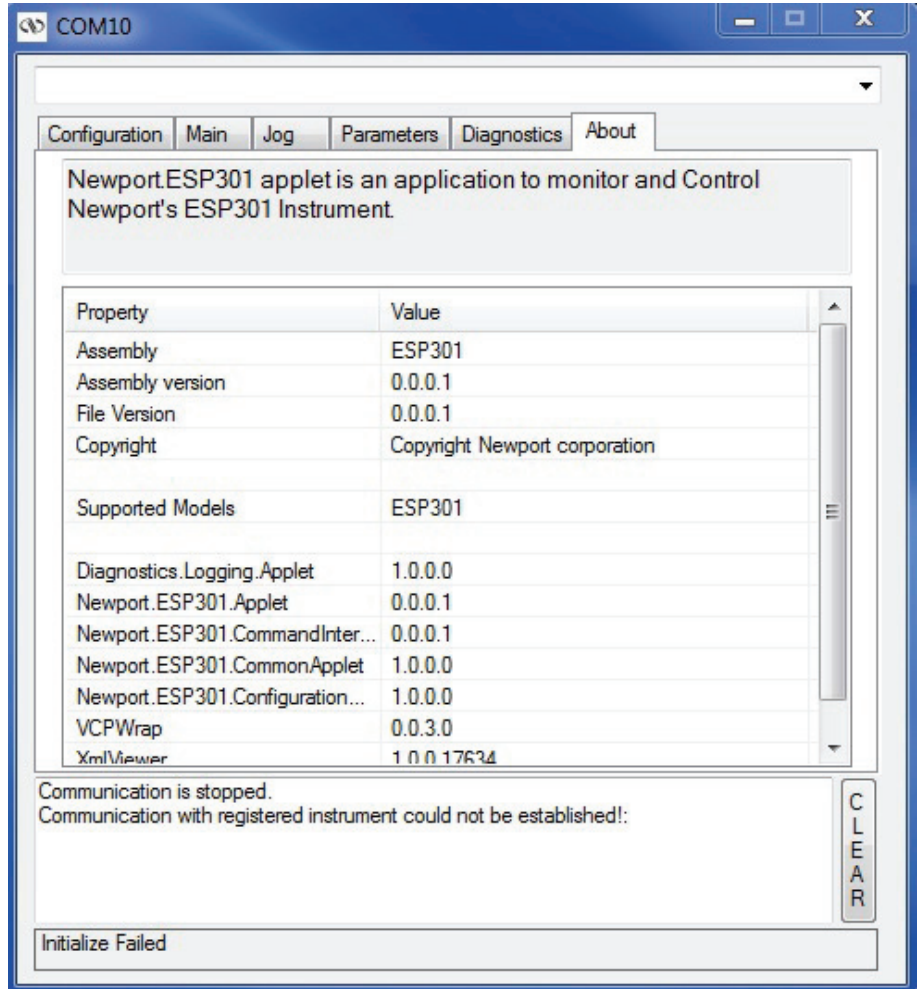 COM10
Configuration Main Jog Parameters Diagnostics About
Newport.ESP301 applet is an application to monitor and Control
Newport's ESP301 Instrument.
Property Value
Assembly ESP301
Assembly version 0.0.0.1
File Version 0.0.0.1
Copyright Copyright Newport corporation
Supported Models ESP301
Diagnostics.Logging.Applet 1.0.0.0
Newport.ESP301.Applet 0.0.0.1
Newport.ESP301.CommandInter... 0.0.0.1
Newport.ESP301.CommonApplet 1.0.0.0
Newport.ESP301.Configuration... 1.0.0.0
VCPWrap 0.0.3.0
XmlViewer 1.0.0.17634
Communication is stopped.
Communication with registered instrument could not be established!:
CLEAR
Initialize Failed